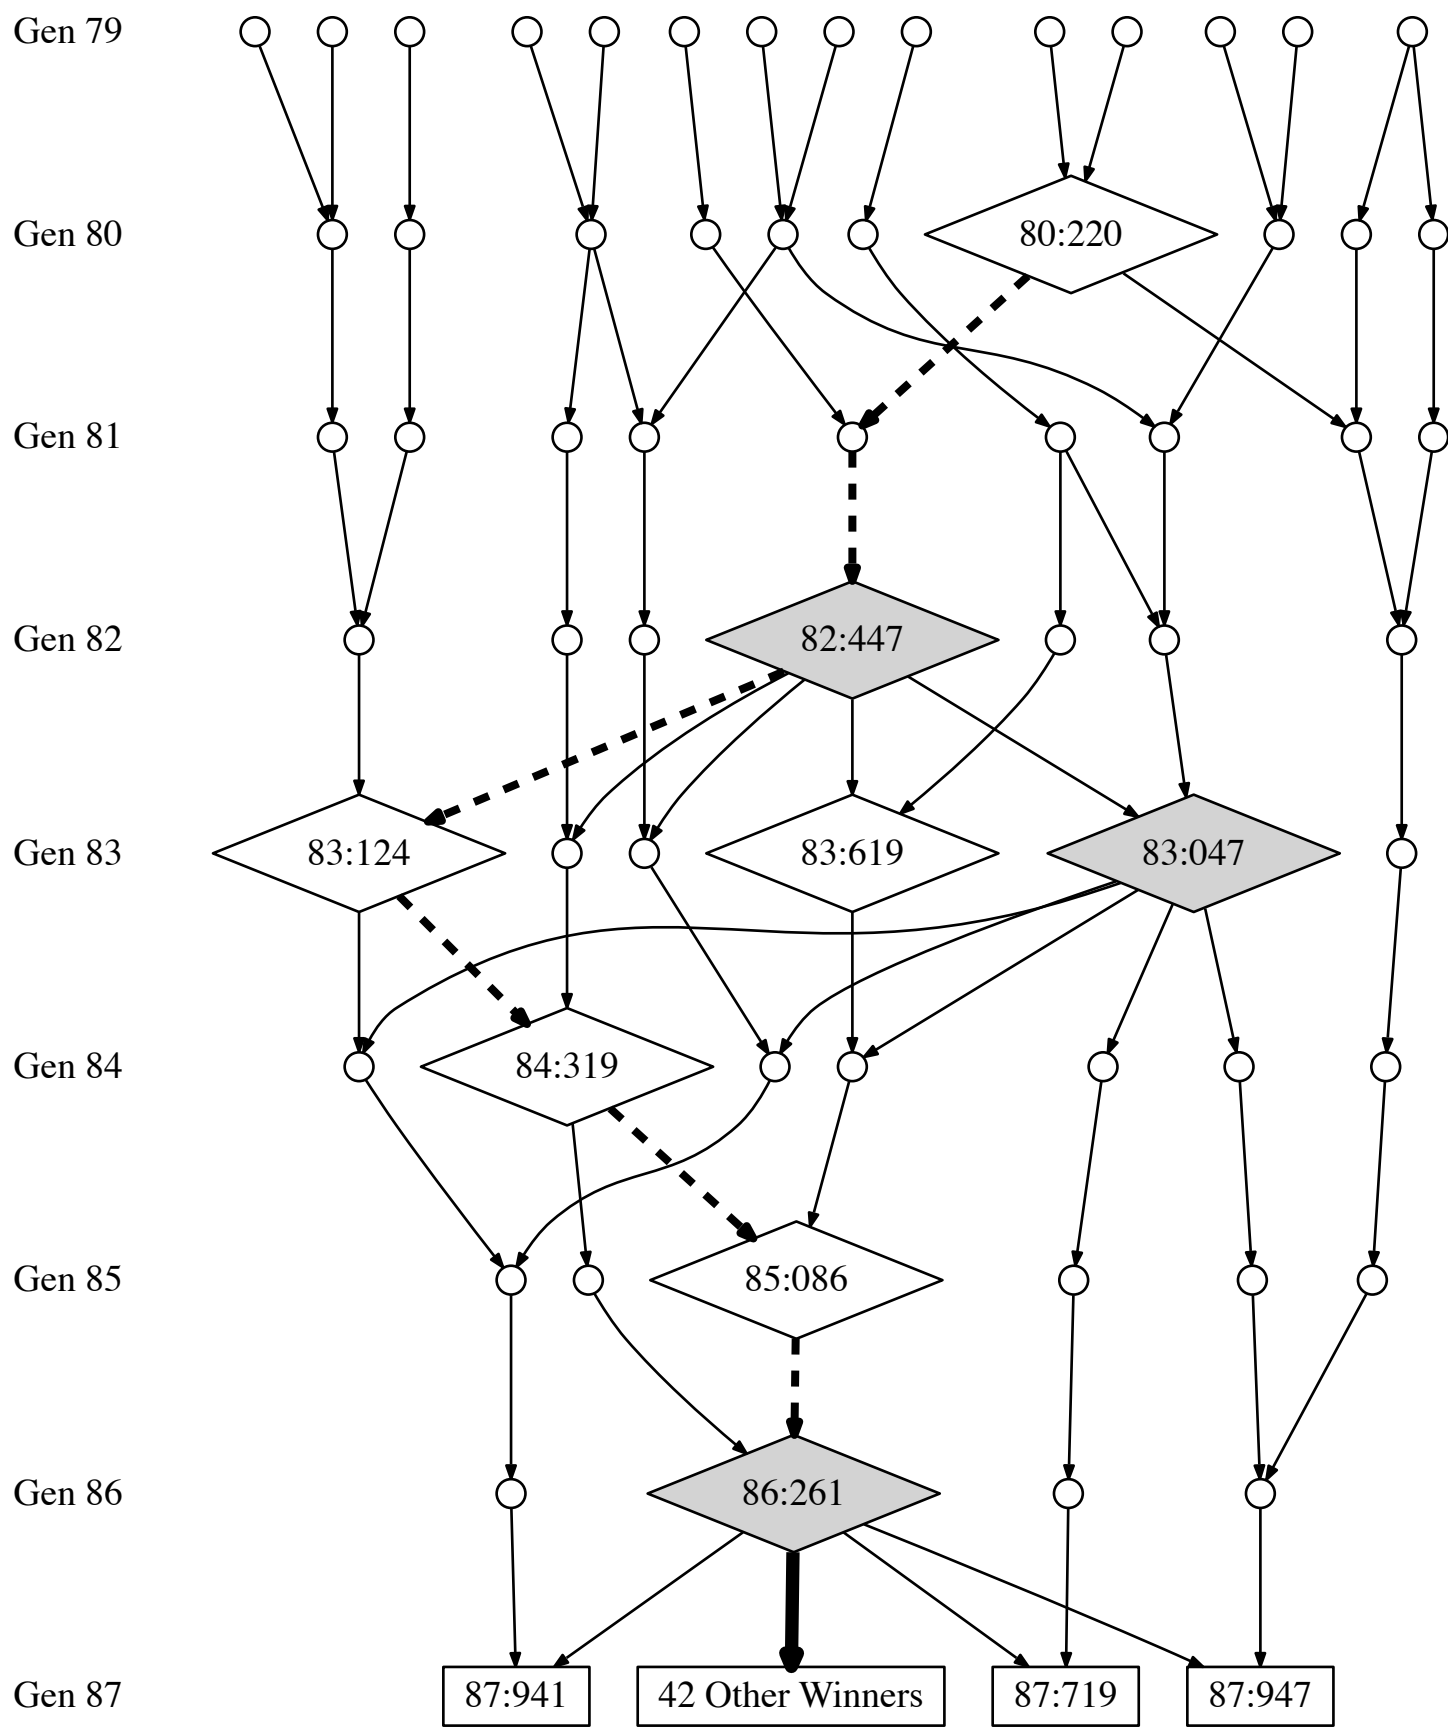 Gen 79
Gen 80
80:220
Gen 81
Gen 82
82:447
Gen 83
83:124
83:619
83:047
Gen 84
84:319
Gen 85
85:086
Gen 86
86:261
Gen 87
87:941
42 Other Winners
87:719
87:947